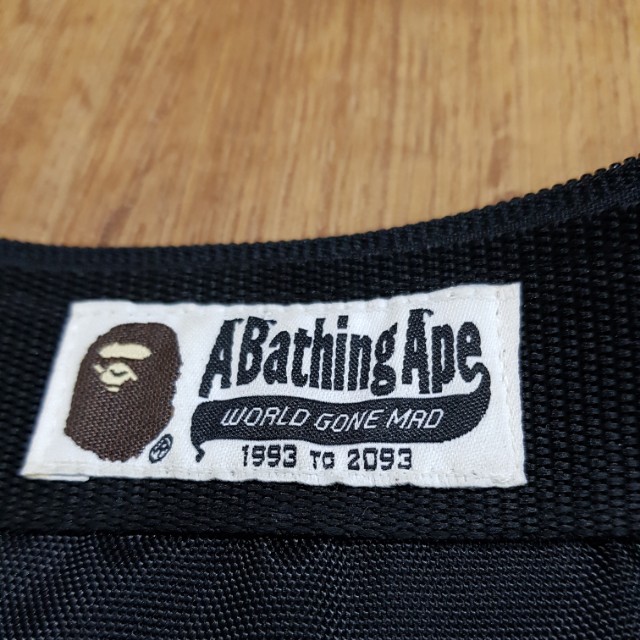 ABathingApe
WORLD GONE MAD
1993 TO 2093
®